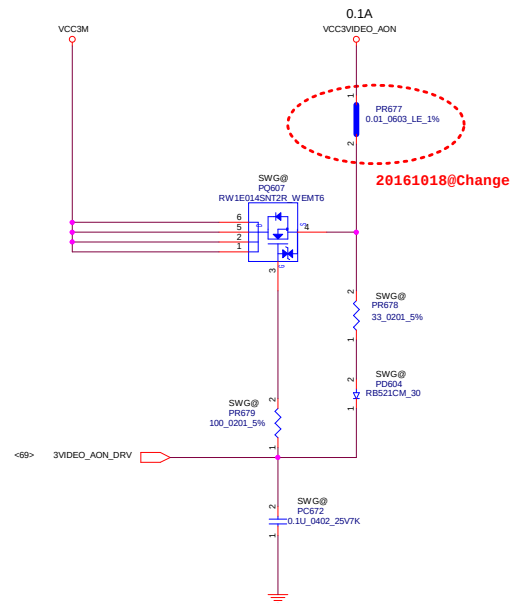 0.1A
VCC3M
VCC3VIDEO_AON
1
PR677
0.01_0603_LE_1%
2
20161018@Change
SWG@
PQ607
RW1E014SNT2R_WEMT6
6
5
2
1
D
S
4
G
3
2
SWG@
PR678
33_0201_5%
1
2
SWG@
PD604
RB521CM_30
1
2
SWG@
PR679
100_0201_5%
1
<69>
3VIDEO_AON_DRV
2
SWG@
PC672
0.1U_0402_25V7K
1